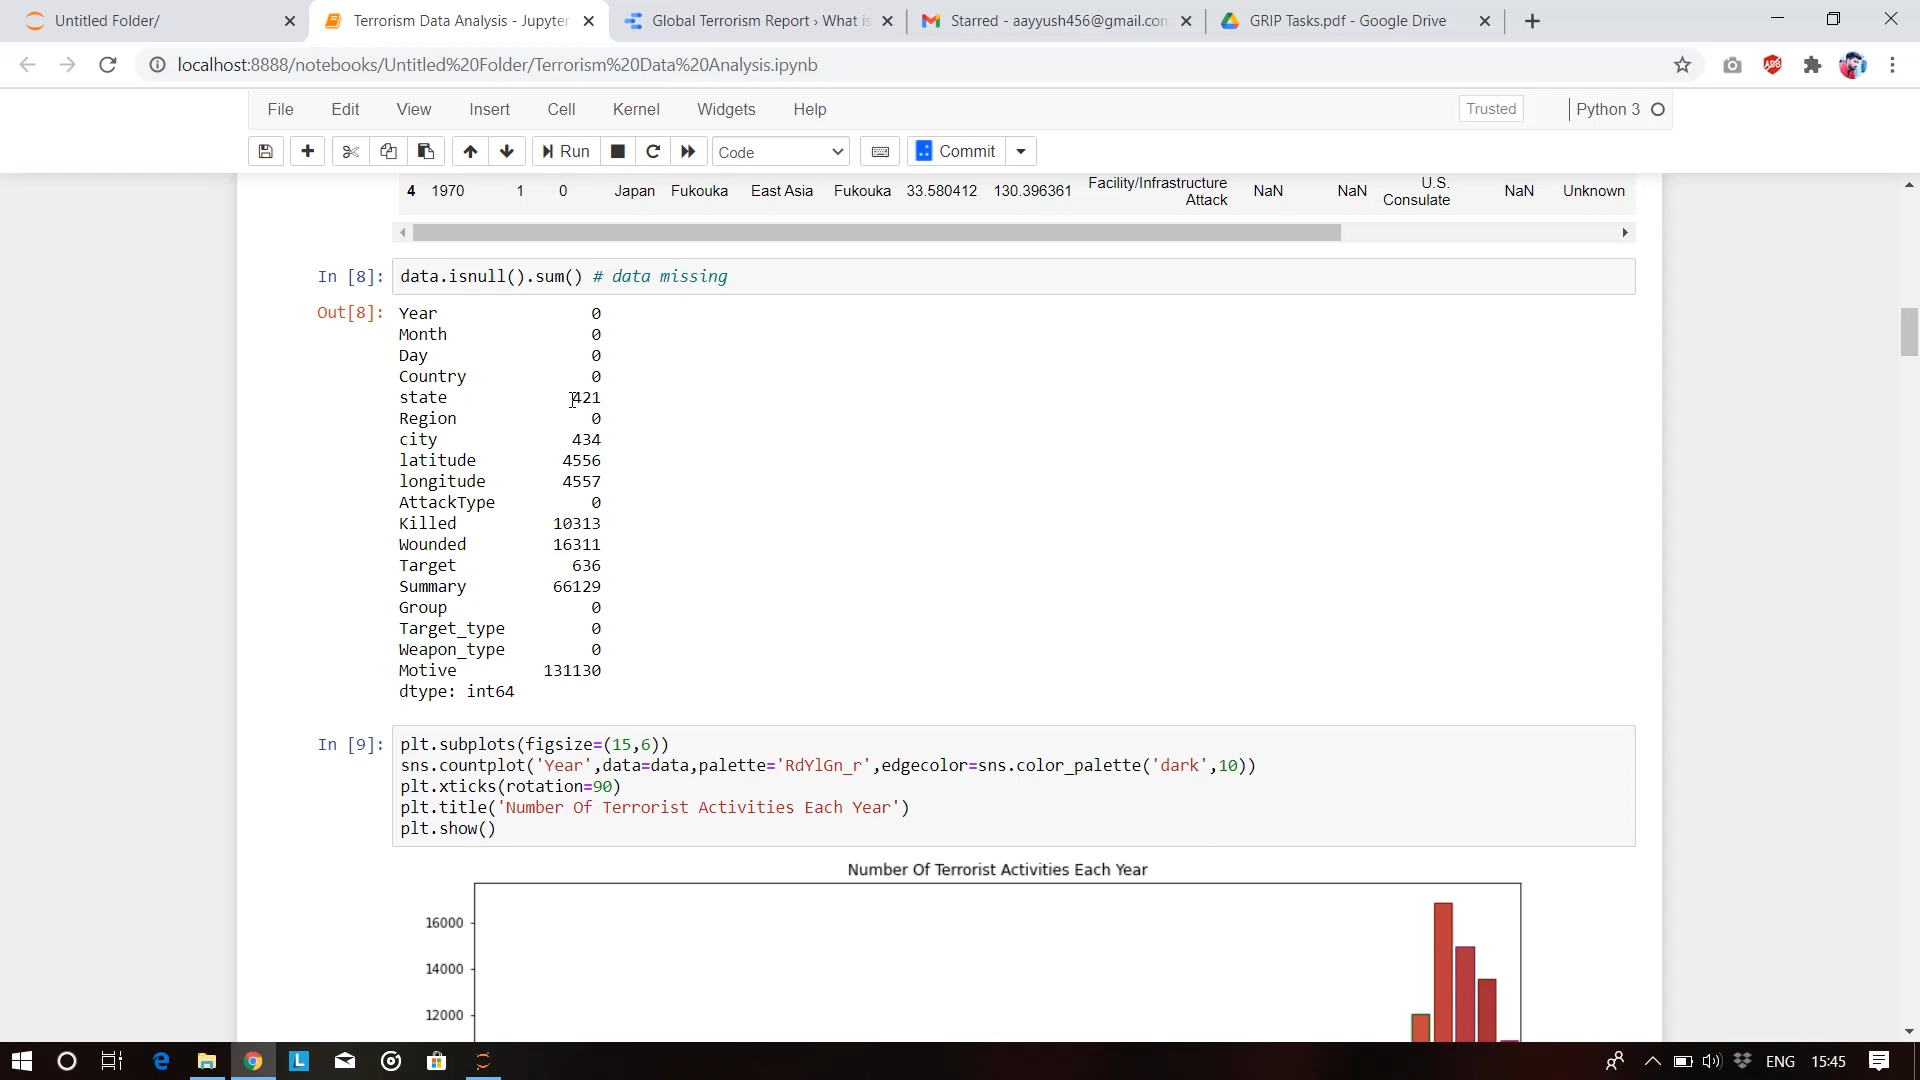 Untitled Folder/
Terrorism Data Analysis - Jupyter
Global Terrorism Report › What is
Starred - aayyush456@gmail.com
GRIP Tasks.pdf - Google Drive
localhost:8888/notebooks/Untitled%20Folder/Terrorism%20Data%20Analysis.ipynb
File Edit View Insert Cell Kernel Widgets Help Trusted Python 3
Run Code Commit
4 1970 1 0 Japan Fukouka East Asia Fukouka 33.580412 130.396361 Facility/Infrastructure Attack NaN NaN U.S. Consulate NaN Unknown
In [8]: data.isnull().sum() # data missing
Out[8]: Year 0
Month 0
Day 0
Country 0
state 421
Region 0
city 434
latitude 4556
longitude 4557
AttackType 0
Killed 10313
Wounded 16311
Target 636
Summary 66129
Group 0
Target_type 0
Weapon_type 0
Motive 131130
dtype: int64
In [9]: plt.subplots(figsize=(15,6))
sns.countplot('Year',data=data,palette='RdYlGn_r',edgecolor=sns.color_palette('dark',10))
plt.xticks(rotation=90)
plt.title('Number Of Terrorist Activities Each Year')
plt.show()
Number Of Terrorist Activities Each Year
16000
14000
12000
ENG 15:45